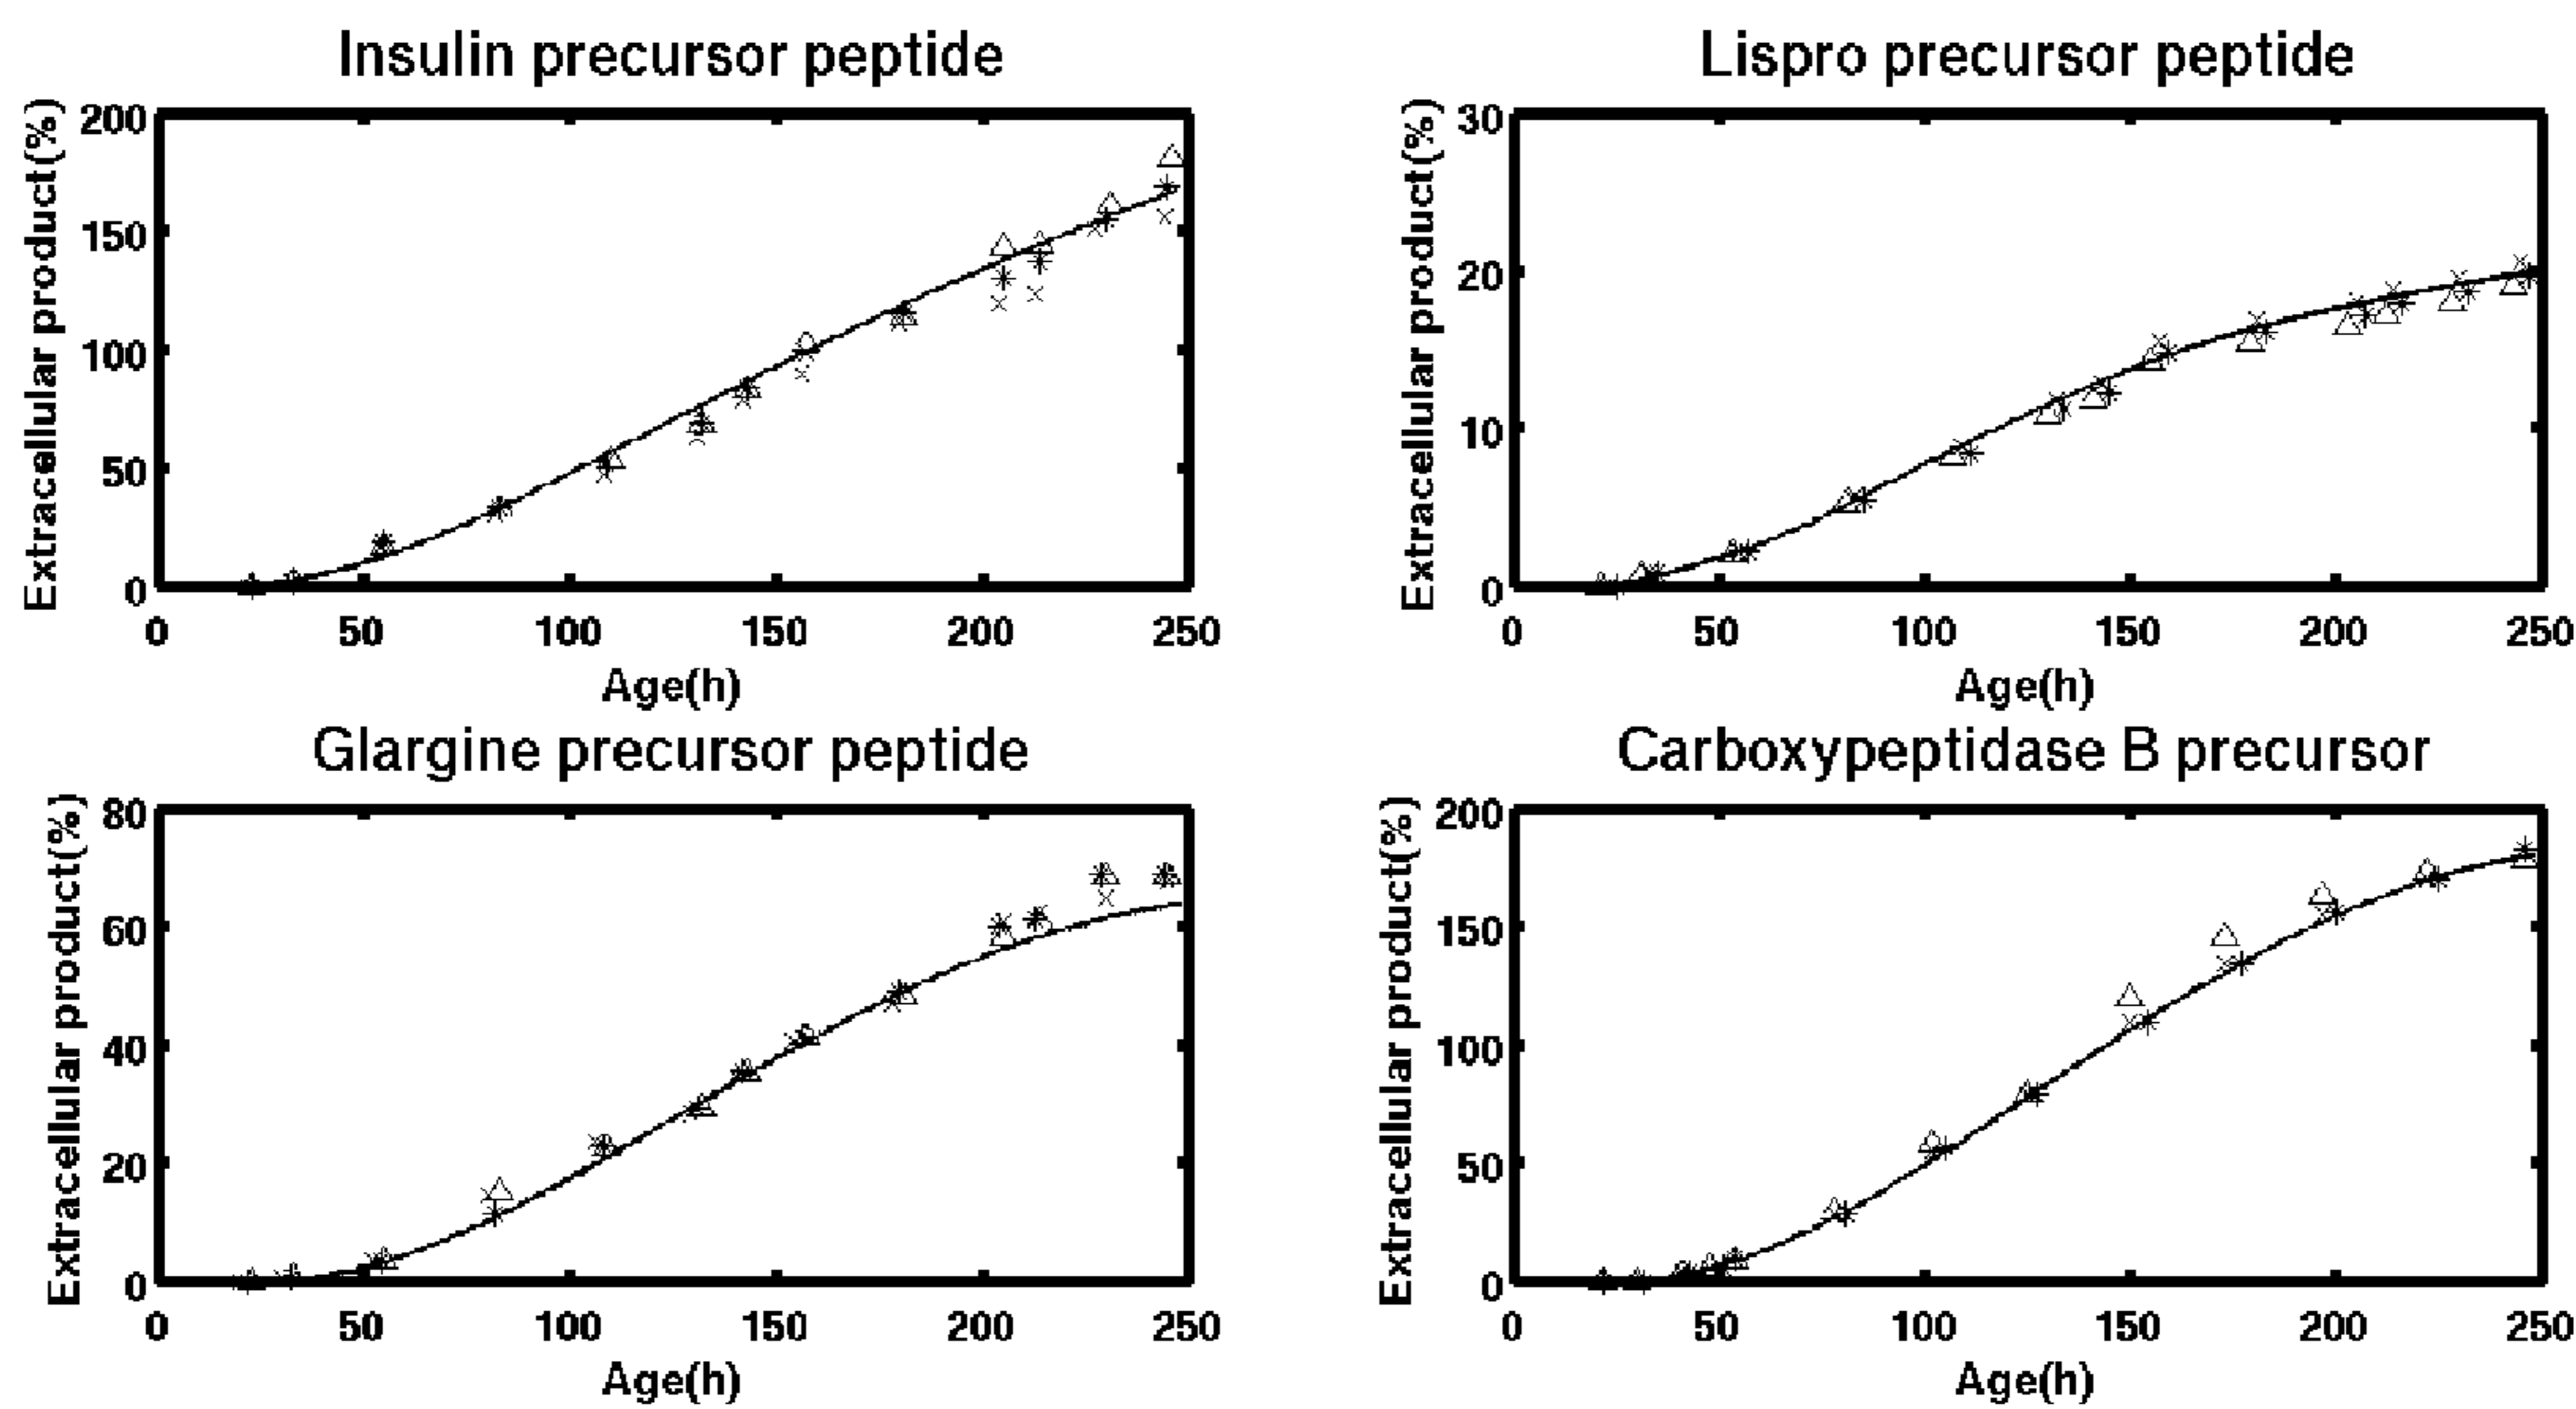 Insulin precursor peptide
Extracellular product(%)
200
150
100
50
0
0 50 100 150 200 250
Age(h)
Lispro precursor peptide
Extracellular product(%)
30
20
10
0
0 50 100 150 200 250
Age(h)
Glargine precursor peptide
Extracellular product(%)
80
60
40
20
0
0 50 100 150 200 250
Age(h)
Carboxypeptidase B precursor
Extracellular product(%)
200
150
100
50
0
0 50 100 150 200 250
Age(h)